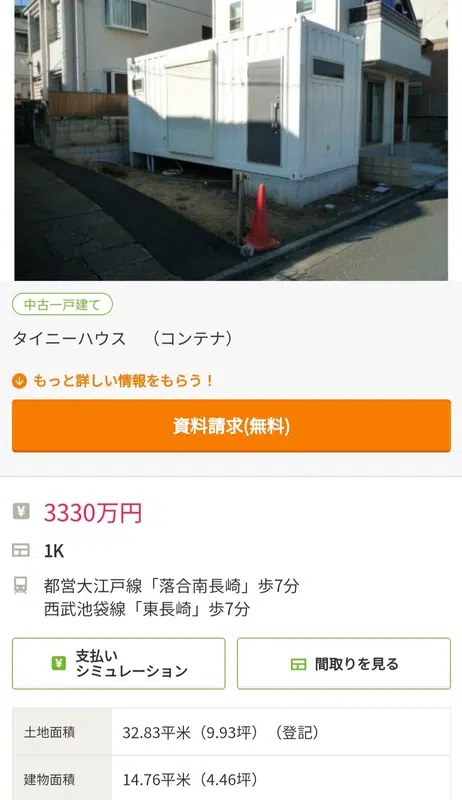 中古一戸建て
タイニーハウス　（コンテナ）
もっと詳しい情報をもらう！
資料請求(無料)
¥ 3330万円
1K
都営大江戸線「落合南長崎」歩7分
西武池袋線「東長崎」歩7分
¥ 支払い
シミュレーション
間取りを見る
土地面積 32.83平米（9.93坪）（登記）
建物面積 14.76平米（4.46坪）